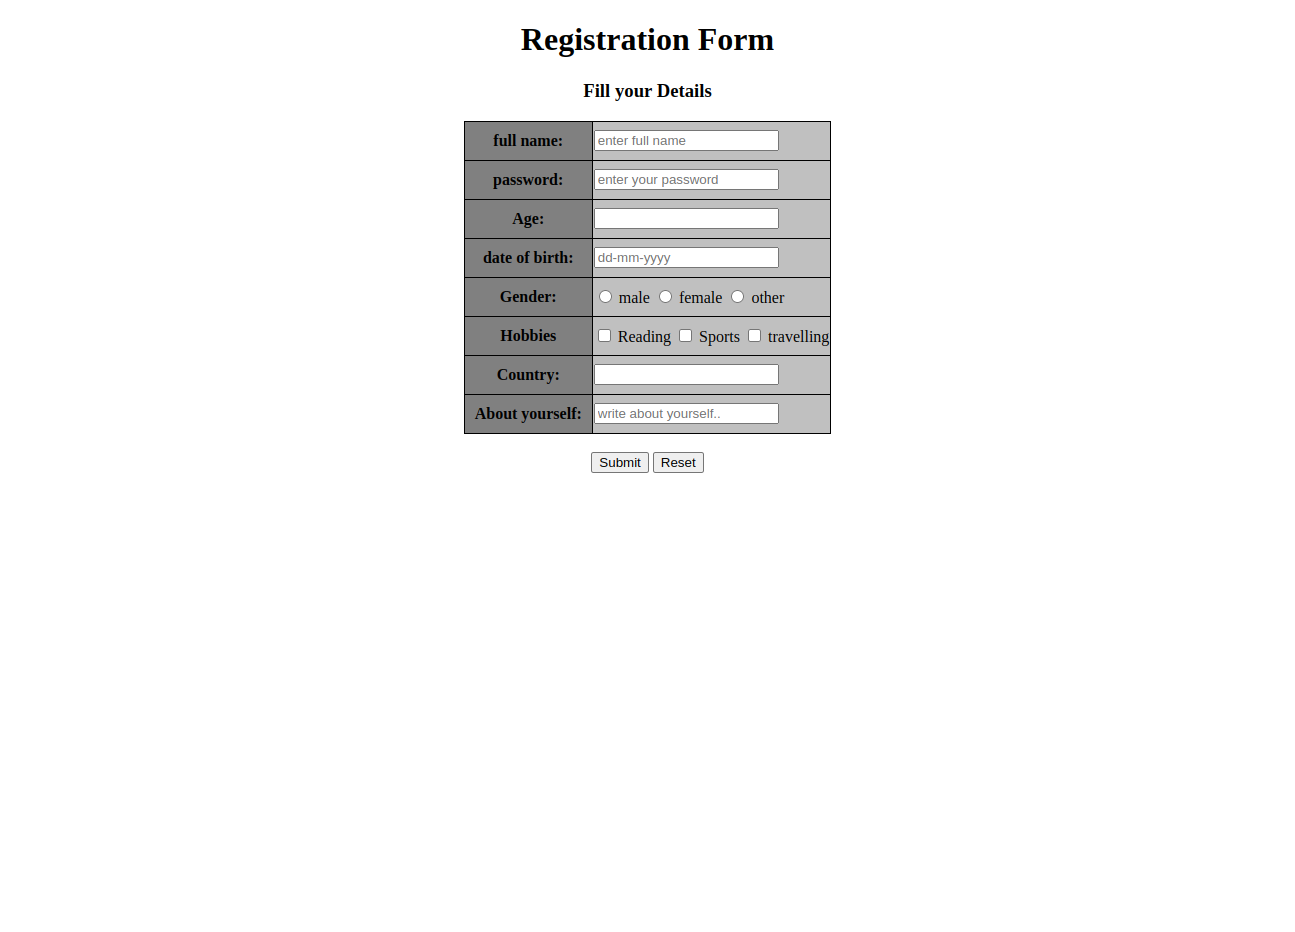 Registration Form
Fill your Details
full name: enter full name
password: enter your password
Age:
date of birth: dd-mm-yyyy
Gender: male female other
Hobbies Reading Sports travelling
Country:
About yourself: write about yourself..
Submit Reset